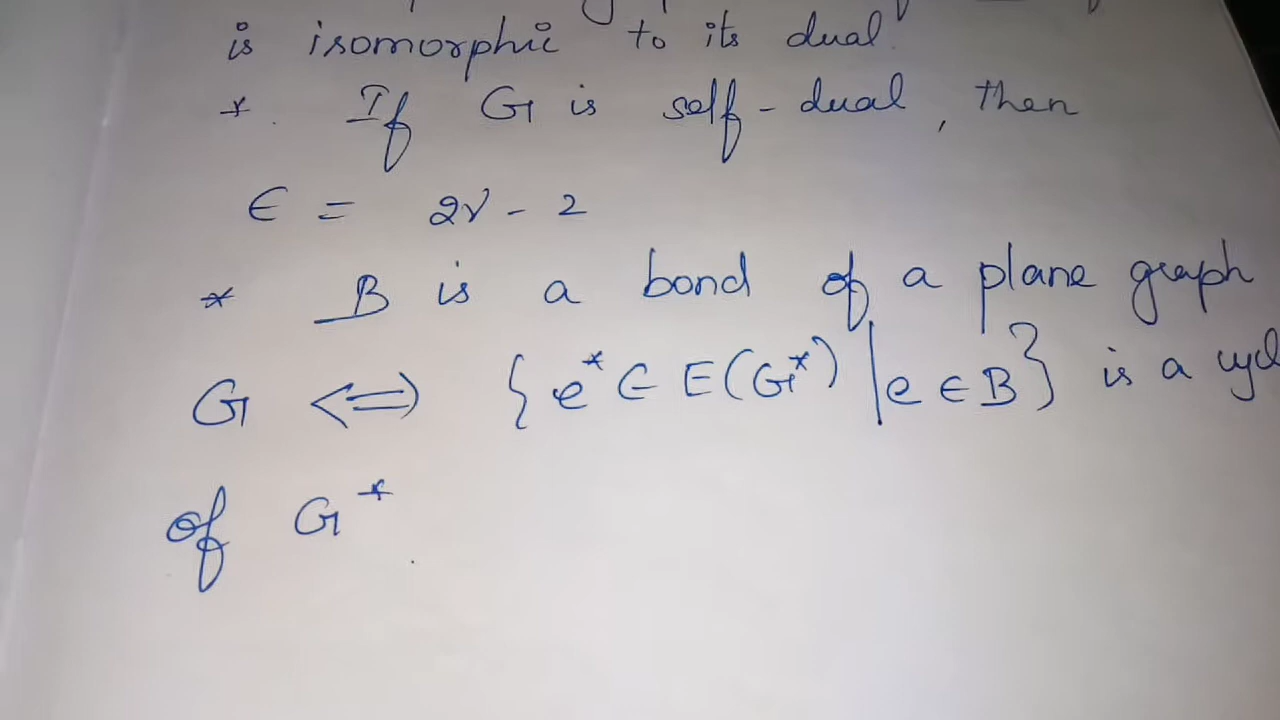 is isomorphic to its dual.
* . If G is self-dual, then
ϵ = 2ν - 2
* B is a bond of a plane graph
G <=> {e* ∈ E(G*) | e ∈ B} is a
of G*